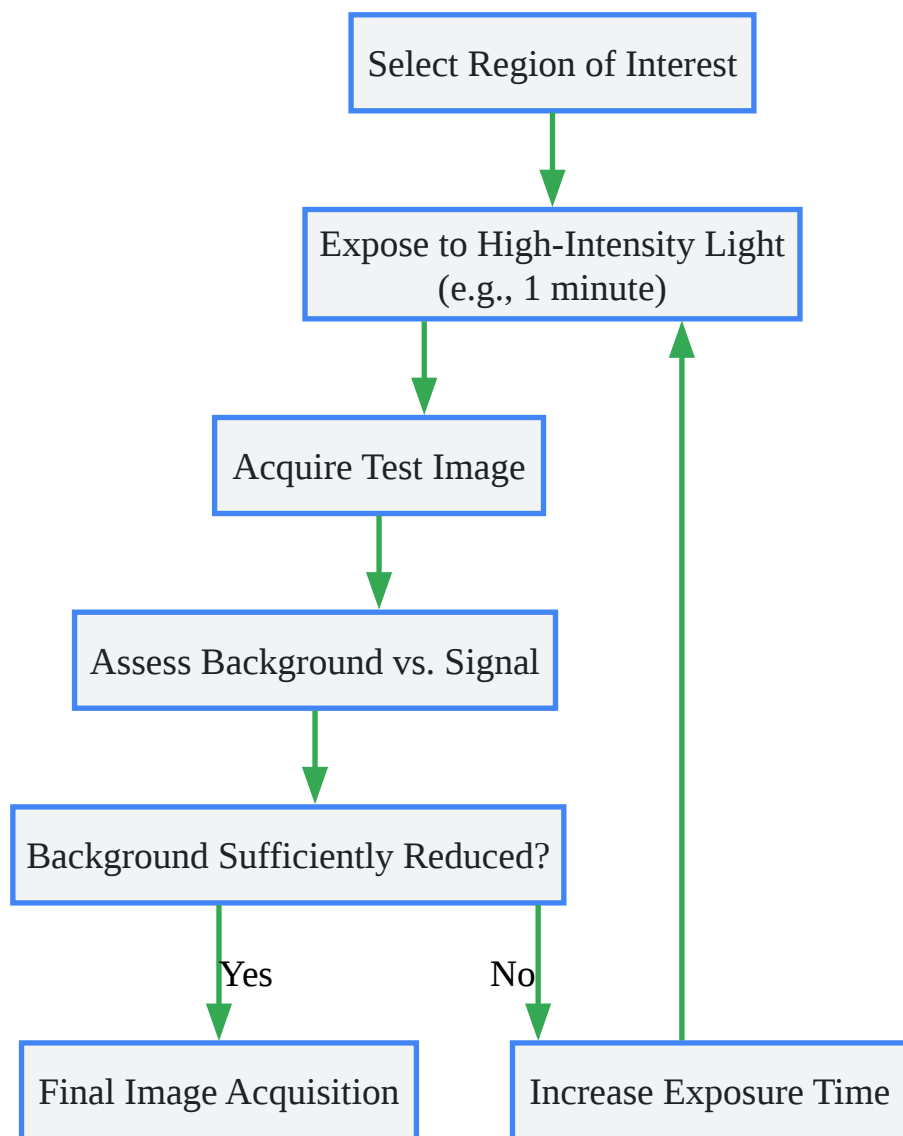 Select Region of Interest
Expose to High-Intensity Light
(e.g., 1 minute)
Acquire Test Image
Assess Background vs. Signal
Background Sufficiently Reduced?
Yes
No
Final Image Acquisition
Increase Exposure Time